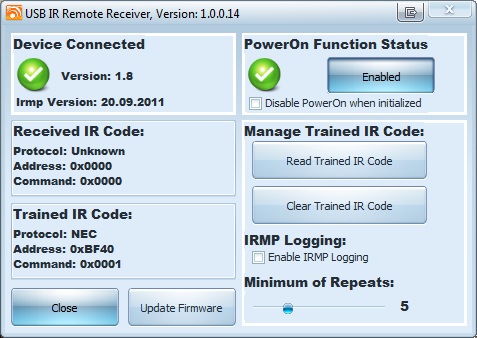 USB IR Remote Receiver, Version: 1.0.0.14
Device Connected
Version: 1.8
Irmp Version: 20.09.2011
PowerOn Function Status
Enabled
Disable PowerOn when initialized
Received IR Code:
Protocol: Unknown
Address: 0x0000
Command: 0x0000
Manage Trained IR Code:
Read Trained IR Code
Clear Trained IR Code
Trained IR Code:
Protocol: NEC
Address: 0xBF40
Command: 0x0001
IRMP Logging:
Enable IRMP Logging
Minimum of Repeats:
5
Close
Update Firmware